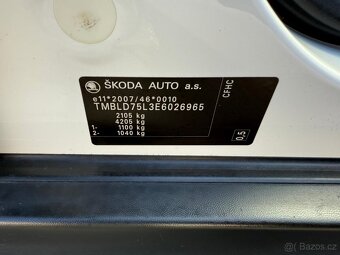 ŠKODA AUTO a.s.
e11*2007/46*0010
TMBLD75L3E6026965
2105 kg
4205 kg
1- 1100 kg
2- 1040 kg
CFHC
0,5
Bazoš.cz